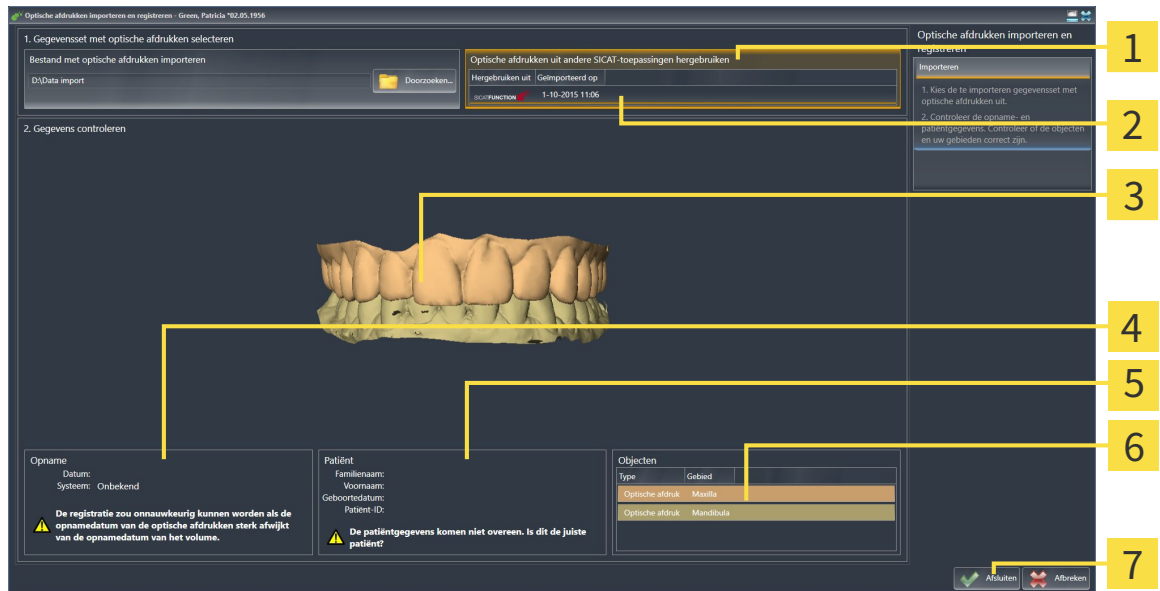 Optische afdrukken importeren en registreren - Green, Patricia *02.05.1956
1. Gegevensset met optische afdrukken selecteren
Bestand met optische afdrukken importeren
D:\Data import
Doorzoeken...
Optische afdrukken uit andere SICAT-toepassingen hergebruiken
Hergebruiken uit
Geïmporteerd op
SICATFUNCTION
1-10-2015 11:06
2. Gegevens controleren
Opname
Datum:
Systeem: Onbekend
De registratie zou onnauwkeurig kunnen worden als de
opnamedatum van de optische afdrukken sterk afwijkt
van de opnamedatum van het volume.
Patiënt
Familienaam:
Voornaam:
Geboortedatum:
Patiënt-ID:
De patiëntgegevens komen niet overeen. Is dit de juiste
patiënt?
Objecten
Type
Gebied
Optische afdruk Maxilla
Optische afdruk Mandibula
Optische afdrukken importeren en
registreren
Importeren
1. Kies de te importeren gegevensset met
optische afdrukken uit.
2. Controleer de opname- en
patiëntgegevens. Controleer of de objecten
en uw gebieden correct zijn.
Afsluiten
Afbreken
1
2
3
4
5
6
7